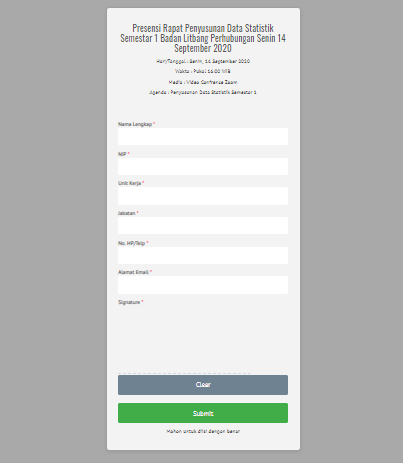 Presensi Rapat Penyusunan Data Statistik
Semester 1 Badan Litbang Perhubungan Senin 14
September 2020
Hari/Tanggal : Senin, 14 September 2020
Waktu : Pukul 16:00 WIB
Media : Video Confrence Zoom
Agenda : Penyusunan Data Statistik Semester 1
Nama Lengkap *
NIP *
Unit Kerja *
Jabatan *
No. HP/Telp *
Alamat Email *
Signature *
Clear
Submit
Mohon untuk diisi dengan benar